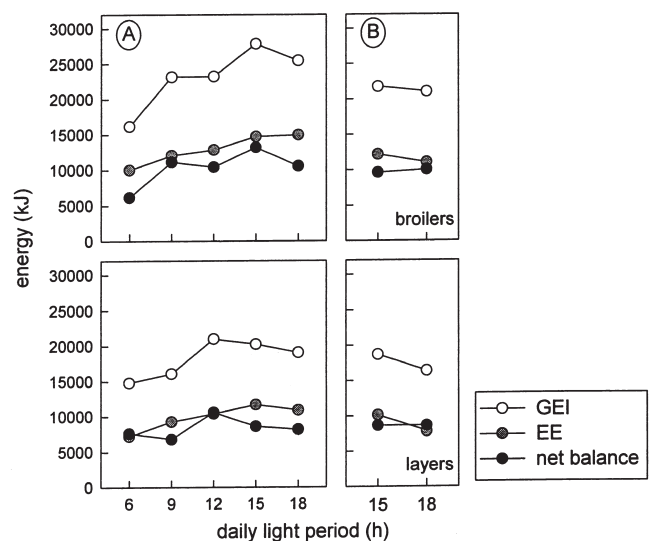 A
B
30000
25000
20000
15000
10000
5000
0
broilers
energy (kJ)
30000
25000
20000
15000
10000
5000
0
layers
6 9 12 15 18
15 18
daily light period (h)
GEI
EE
net balance